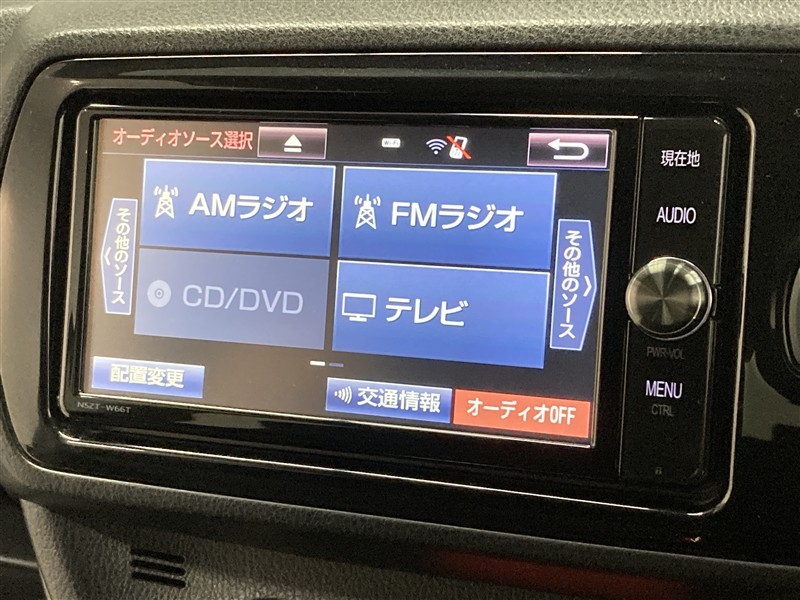 オーディオソース選択
Wi-Fi
AMラジオ
FMラジオ
その他のソース
その他のソース
CD/DVD
テレビ
配置変更
交通情報
オーディオOFF
NSZT-W66T
現在地
AUDIO
PWR-VOL
MENU
CTRL